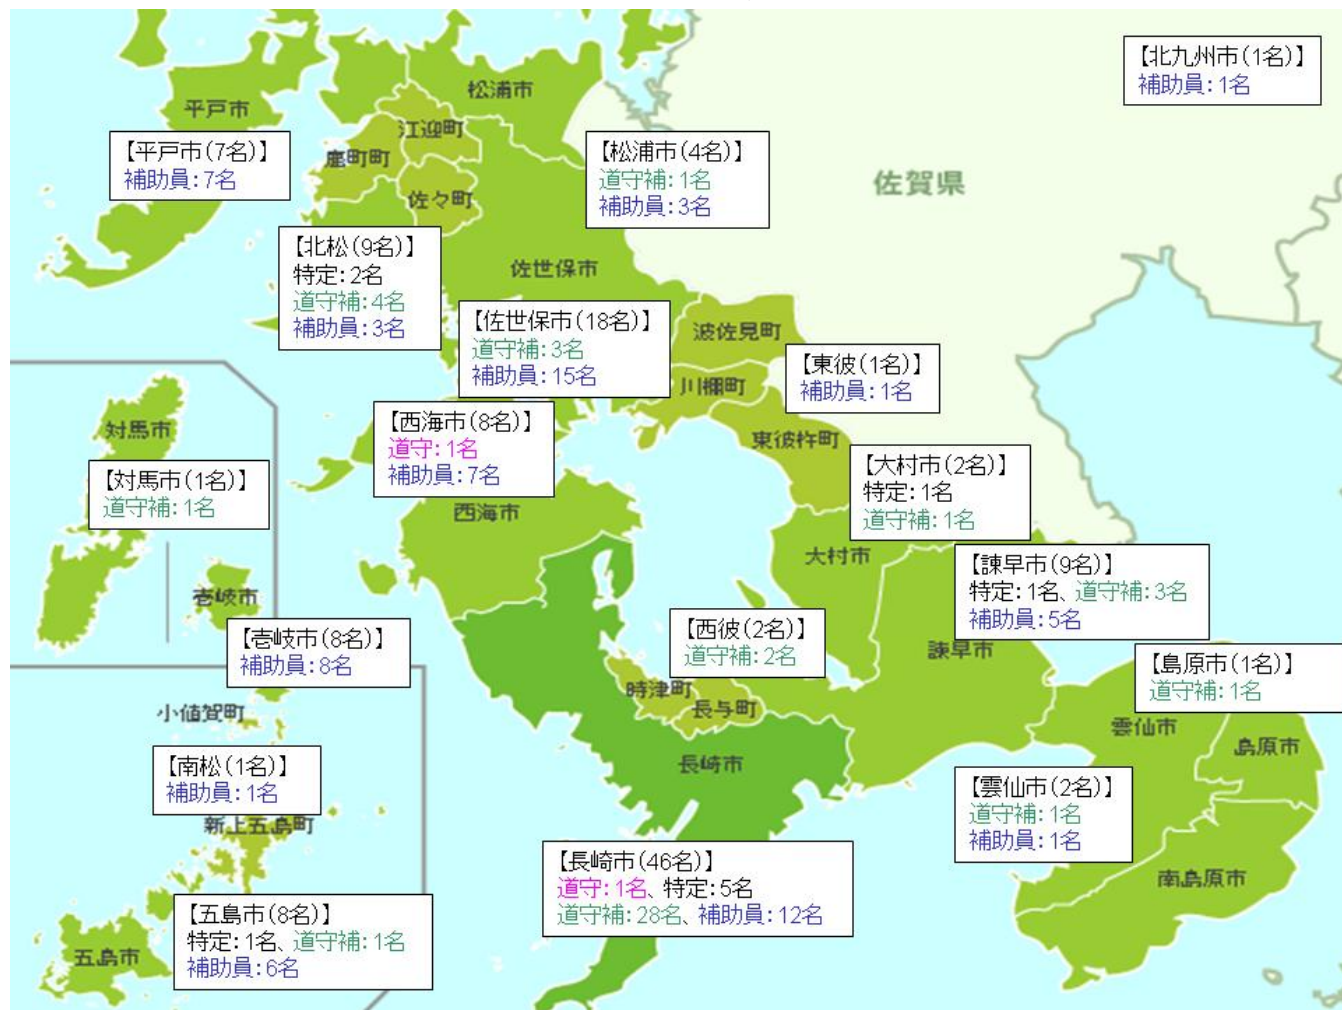 【北九州市(1名)】
補助員:1名
松浦市
平戸市
江迎町
【平戸市(7名)】
補助員:7名
鹿町町
【松浦市(4名)】
道守補:1名
補助員:3名
佐賀県
佐々町
【北松(9名)】
特定:2名
道守補:4名
補助員:3名
佐世保市
【佐世保市(18名)】
道守補:3名
補助員:15名
波佐見町
【東彼(1名)】
補助員:1名
川棚町
対馬市
【西海市(8名)】
道守:1名
補助員:7名
東彼杵町
【対馬市(1名)】
道守補:1名
【大村市(2名)】
特定:1名
道守補:1名
西海市
大村市
【諫早市(9名)】
特定:1名、道守補:3名
補助員:5名
壱岐市
【壱岐市(8名)】
補助員:8名
【西彼(2名)】
道守補:2名
諫早市
【島原市(1名)】
道守補:1名
時津町
長与町
小値賀町
雲仙市
島原市
【南松(1名)】
補助員:1名
長崎市
【雲仙市(2名)】
道守補:1名
補助員:1名
新上五島町
【長崎市(46名)】
道守:1名、特定:5名
道守補:28名、補助員:12名
南島原市
【五島市(8名)】
特定:1名、道守補:1名
補助員:6名
五島市